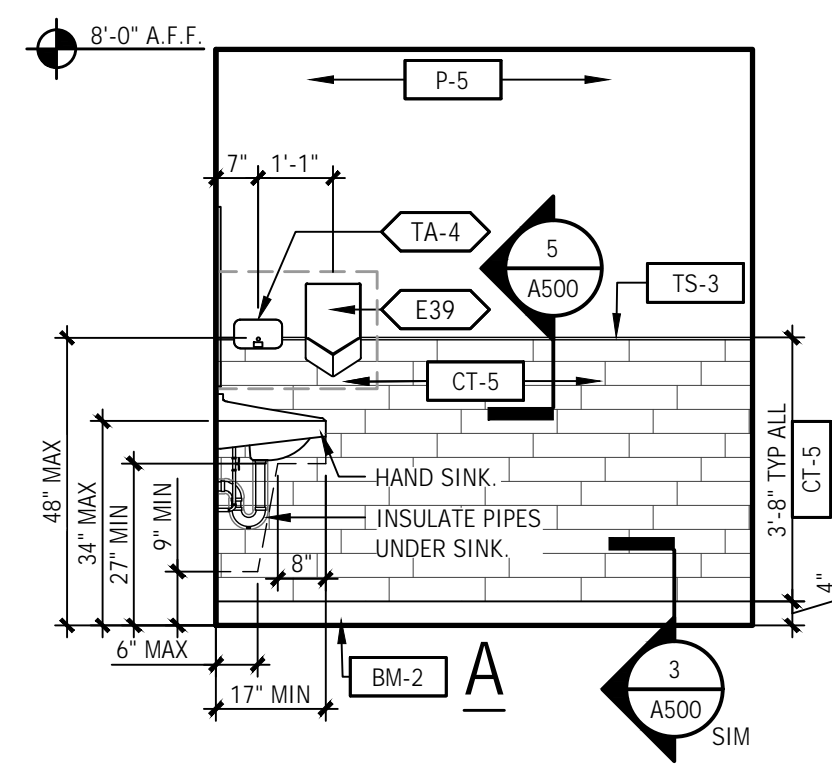 8'-0" A.F.F.
P-5
7"
1'-1"
TA-4
5
A500
TS-3
E39
CT-5
48" MAX
34" MAX
27" MIN
9" MIN
HAND SINK.
INSULATE PIPES
UNDER SINK.
8"
3'-8" TYP ALL
CT-5
4"
6" MAX
17" MIN
BM-2
A
3
A500
SIM